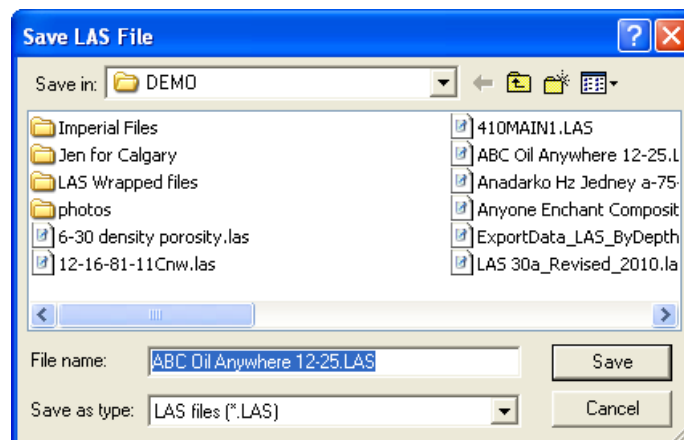 Save LAS File
Save in: DEMO
Imperial Files
Jen for Calgary
LAS Wrapped files
photos
6-30 density porosity.las
12-16-81-11Cnw.las
410MAIN1.LAS
ABC Oil Anywhere 12-25.L
Anadarko Hz Jedney a-75-
Anyone Enchant Composit
ExportData_LAS_ByDepth
LAS 30a_Revised_2010.la
File name: ABC Oil Anywhere 12-25.LAS Save
Save as type: LAS files (*.LAS) Cancel